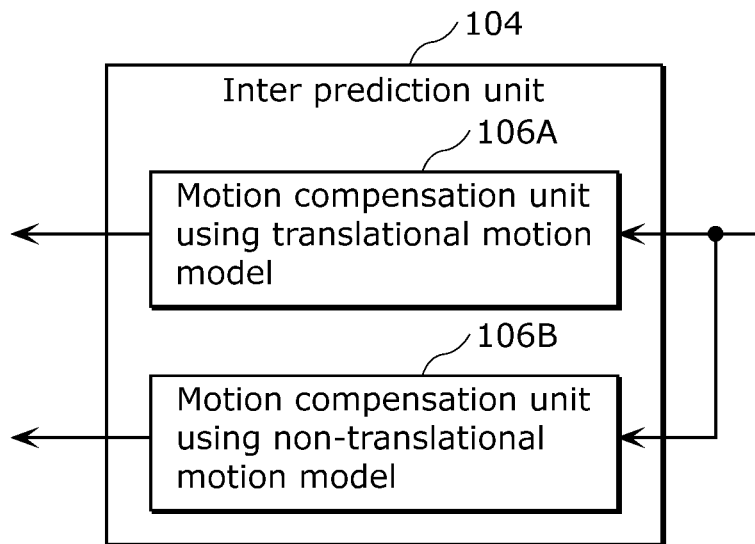 104
Inter prediction unit
106A
Motion compensation unit
using translational motion
model
106B
Motion compensation unit
using non-translational
motion model